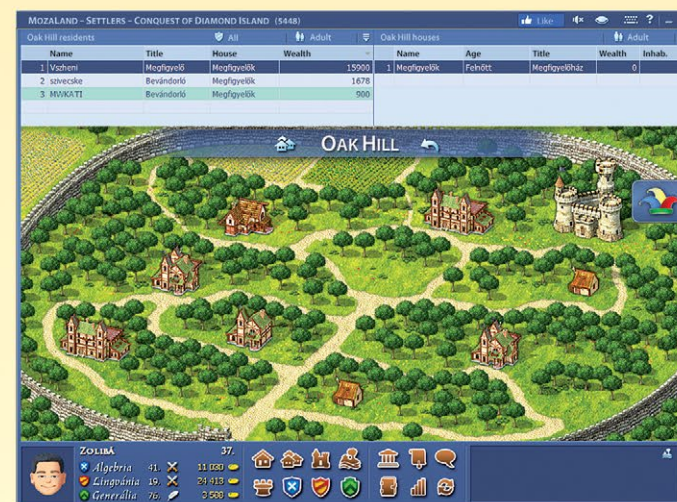 MOZALAND - SETTLERS - CONQUEST OF DIAMOND ISLAND (5448) Like ?
Oak Hill residents All Adult Oak Hill houses Adult
Name Title House Wealth Name Age Title Wealth Inhab.
1 Vszheni Megfigyelő Megfigyelők 15900 1 Megfigyelők Felnőtt Megfigyelőház 0
2 szivecske Bevándorló Megfigyelők 1678
3 MWKATI Bevándorló Megfigyelők 900
OAK HILL
ZOLIBÁ 37.
Algebria 41. 11 030
Lingvánia 19. 24 413
Generália 76. 3 508